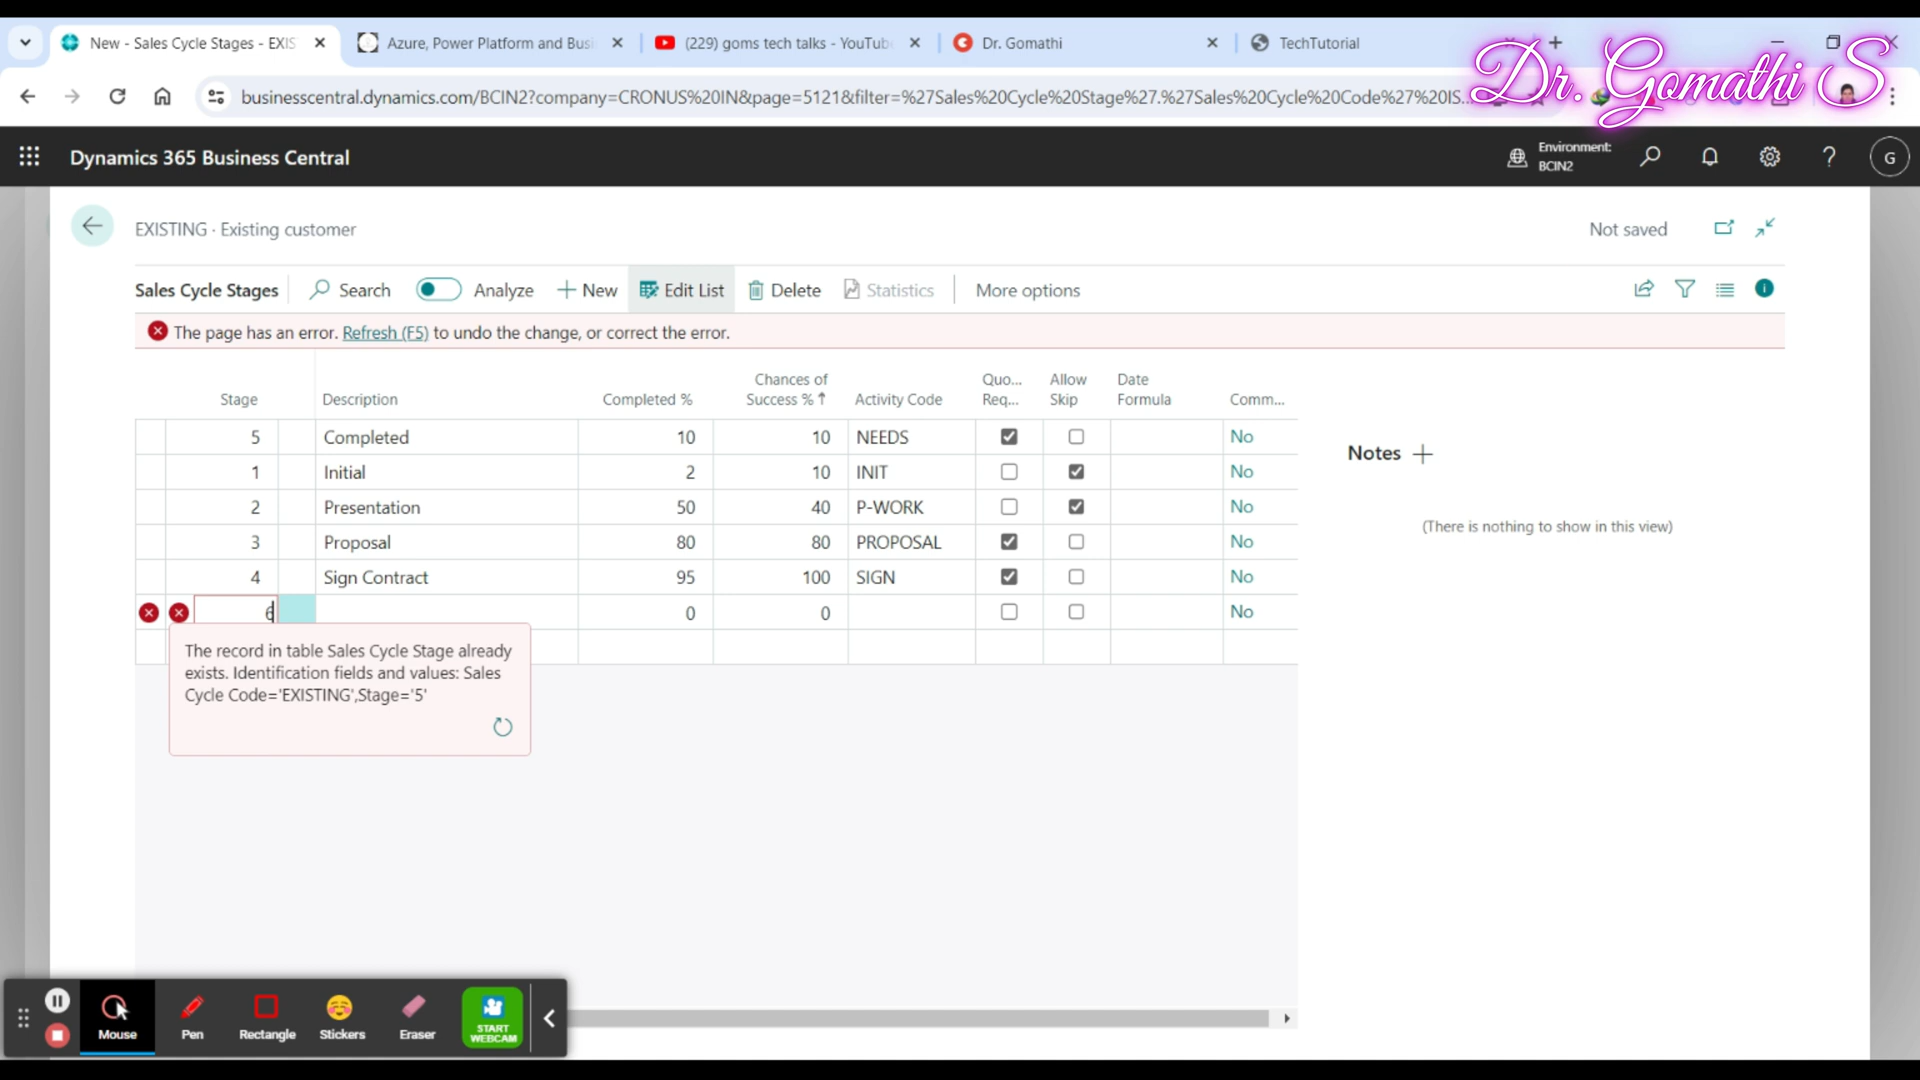 New - Sales Cycle Stages - EXIS
Azure, Power Platform and Busi
(229) goms tech talks - YouTub
Dr. Gomathi
TechTutorial
Dr. Gomathi S
businesscentral.dynamics.com/BCIN2?company=CRONUS%20IN&page=5121&filter=%27Sales%20Cycle%20Stage%27.%27Sales%20Cycle%20Code%27%20IS...
Dynamics 365 Business Central
Environment:
BCIN2
G
EXISTING · Existing customer
Not saved
Sales Cycle Stages
Search
Analyze
New
Edit List
Delete
Statistics
More options
The page has an error. Refresh (F5) to undo the change, or correct the error.
Stage Description Completed % Chances of Success % ↑ Activity Code Quo... Req... Allow Skip Date Formula Comm...
5 Completed 10 10 NEEDS No
1 Initial 2 10 INIT No
2 Presentation 50 40 P-WORK No
3 Proposal 80 80 PROPOSAL No
4 Sign Contract 95 100 SIGN No
6 0 0 No
The record in table Sales Cycle Stage already
exists. Identification fields and values: Sales
Cycle Code='EXISTING',Stage='5'
Notes
(There is nothing to show in this view)
Mouse
Pen
Rectangle
Stickers
Eraser
START
WEBCAM